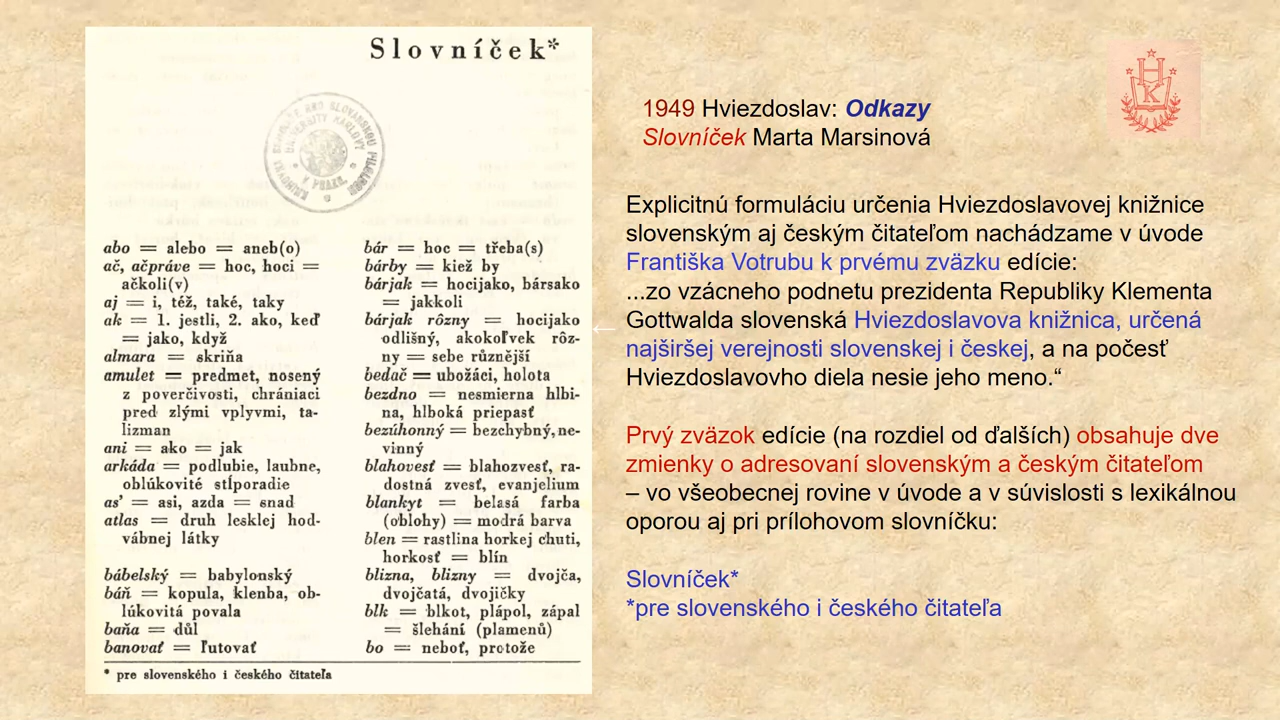 Slovníček*
abo = alebo = aneb(o)
ač, ačpráve = hoc, hoci =
ačkoli(v)
aj = i, též, také, taky
ak = 1. jestli, 2. ako, keď
= jako, když
almara = skriňa
amulet = predmet, nosený
z poverčivosti, chrániaci
pred zlými vplyvmi, ta-
lizman
ani = ako = jak
arkáda = podlubie, laubne,
oblúkovité stĺporadie
as' = asi, azda = snad
atlas = druh lesklej hod-
vábnej látky
bábelský = babylonský
báň = kopula, klenba, ob-
lúkovitá povala
baňa = důl
banovať = ľutovať
bár = hoc = třeba(s)
bárby = kiež by
bárjak = hocijako, bársako
= jakkoli
bárjak rôzny = hocijako
odlišný, akokoľvek rôz-
ny = sebe různější
bedač = ubožáci, holota
bezdno = nesmierna hlbi-
na, hlboká priepasť
bezúhonný = bezchybný, ne-
vinný
blahovesť = blahozvesť, ra-
dostná zvesť, evanjelium
blankyt = belasá farba
(oblohy) = modrá barva
blen = rastlina horkej chuti,
horkosť = blín
blizna, blizny = dvojča,
dvojčatá, dvojičky
blk = blkot, plápol, zápal
= šlehání (plamenů)
bo = neboť, protože
* pre slovenského i českého čitateľa
1949 Hviezdoslav: Odkazy
Slovníček Marta Marsinová
Explicitnú formuláciu určenia Hviezdoslavovej knižnice
slovenským aj českým čitateľom nachádzame v úvode
Františka Votrubu k prvému zväzku edície:
...zo vzácneho podnetu prezidenta Republiky Klementa
Gottwalda slovenská Hviezdoslavova knižnica, určená
najširšej verejnosti slovenskej i českej, a na počesť
Hviezdoslavovho diela nesie jeho meno.“
Prvý zväzok edície (na rozdiel od ďalších) obsahuje dve
zmienky o adresovaní slovenským a českým čitateľom
– vo všeobecnej rovine v úvode a v súvislosti s lexikálnou
oporou aj pri prílohovom slovníčku:
Slovníček*
*pre slovenského i českého čitateľa